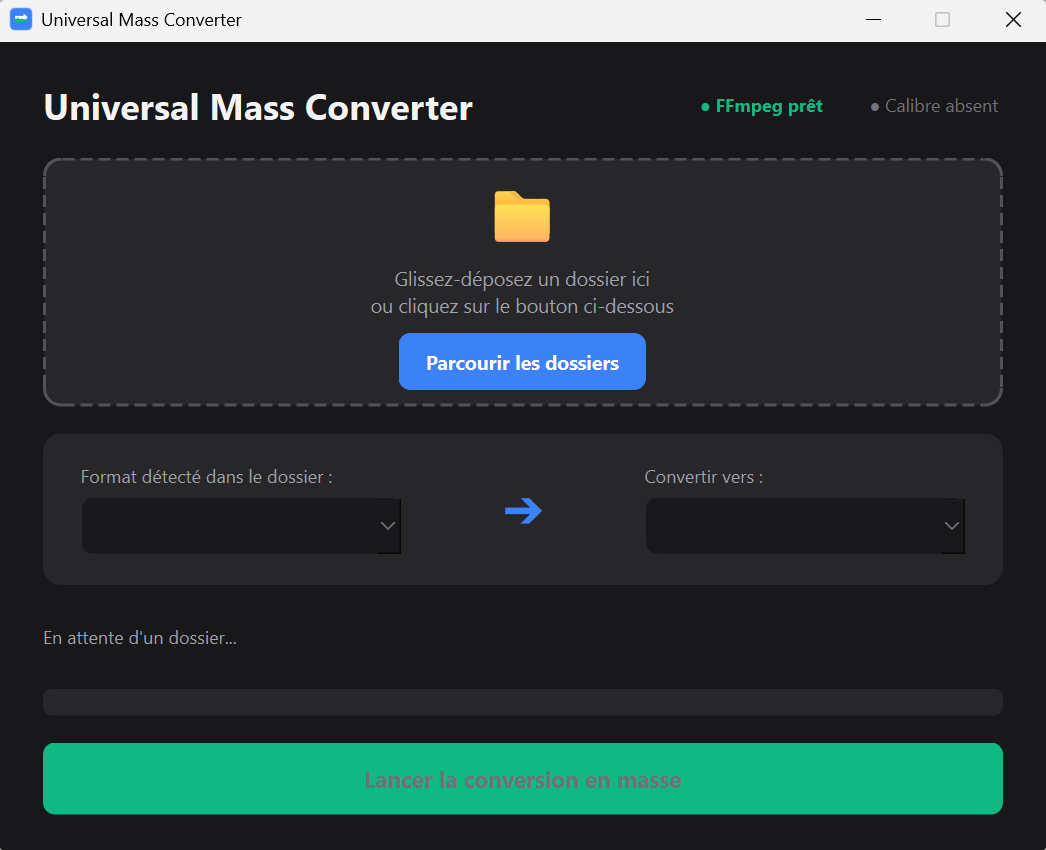 Universal Mass Converter
Universal Mass Converter
● FFmpeg prêt
● Calibre absent
Glissez-déposez un dossier ici
ou cliquez sur le bouton ci-dessous
Parcourir les dossiers
Format détecté dans le dossier :
Convertir vers :
En attente d'un dossier...
Lancer la conversion en masse